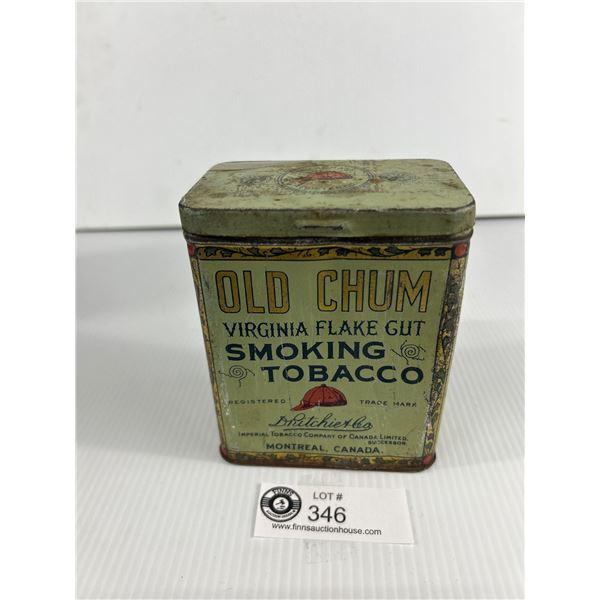 OLD CHUM
VIRGINIA FLAKE CUT
SMOKING
TOBACCO
REGISTERED TRADE MARK
D. Ritchie & Co
IMPERIAL TOBACCO COMPANY OF CANADA LIMITED.
SUCCESSOR.
MONTREAL, CANADA.
FINNS
LOT #
346
www.finnsauctionhouse.com